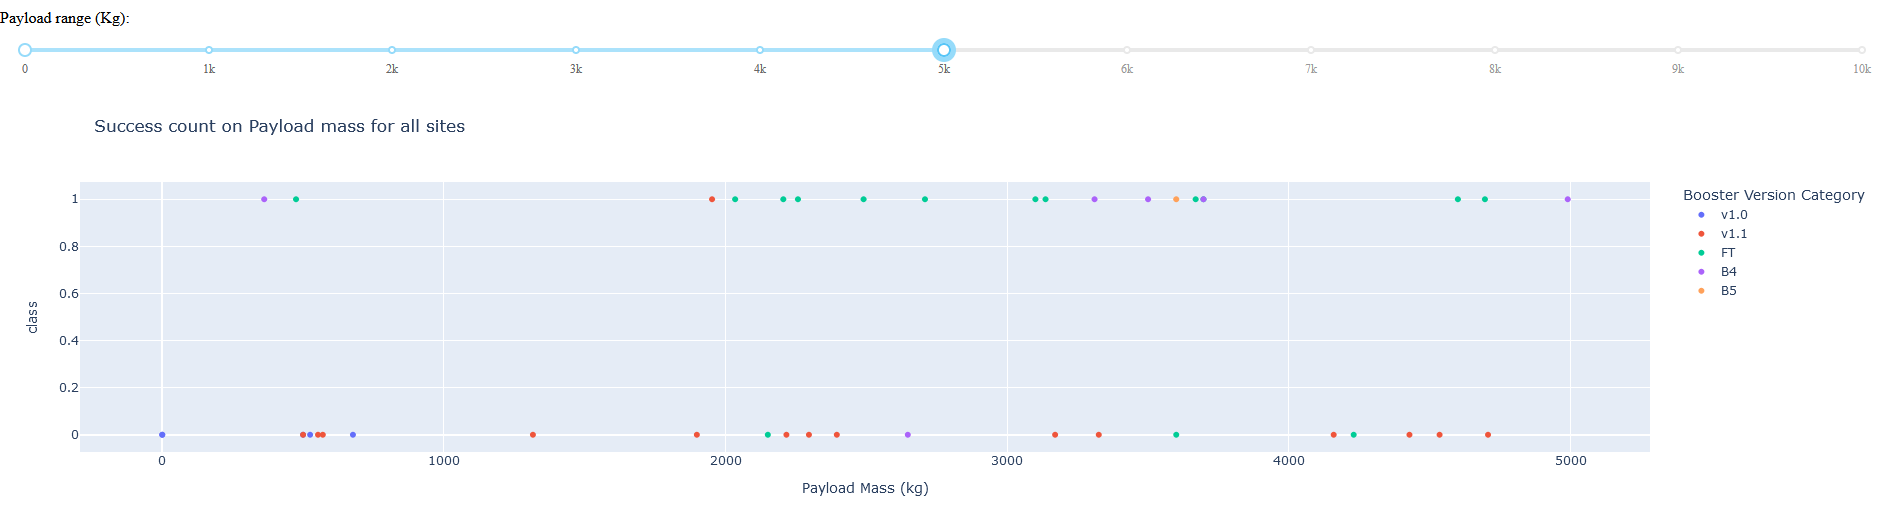 Payload range (Kg):
0 1k 2k 3k 4k 5k 6k 7k 8k 9k 10k
Success count on Payload mass for all sites
1
0.8
0.6
0.4
0.2
0
class
0 1000 2000 3000 4000 5000
Payload Mass (kg)
Booster Version Category
v1.0
v1.1
FT
B4
B5